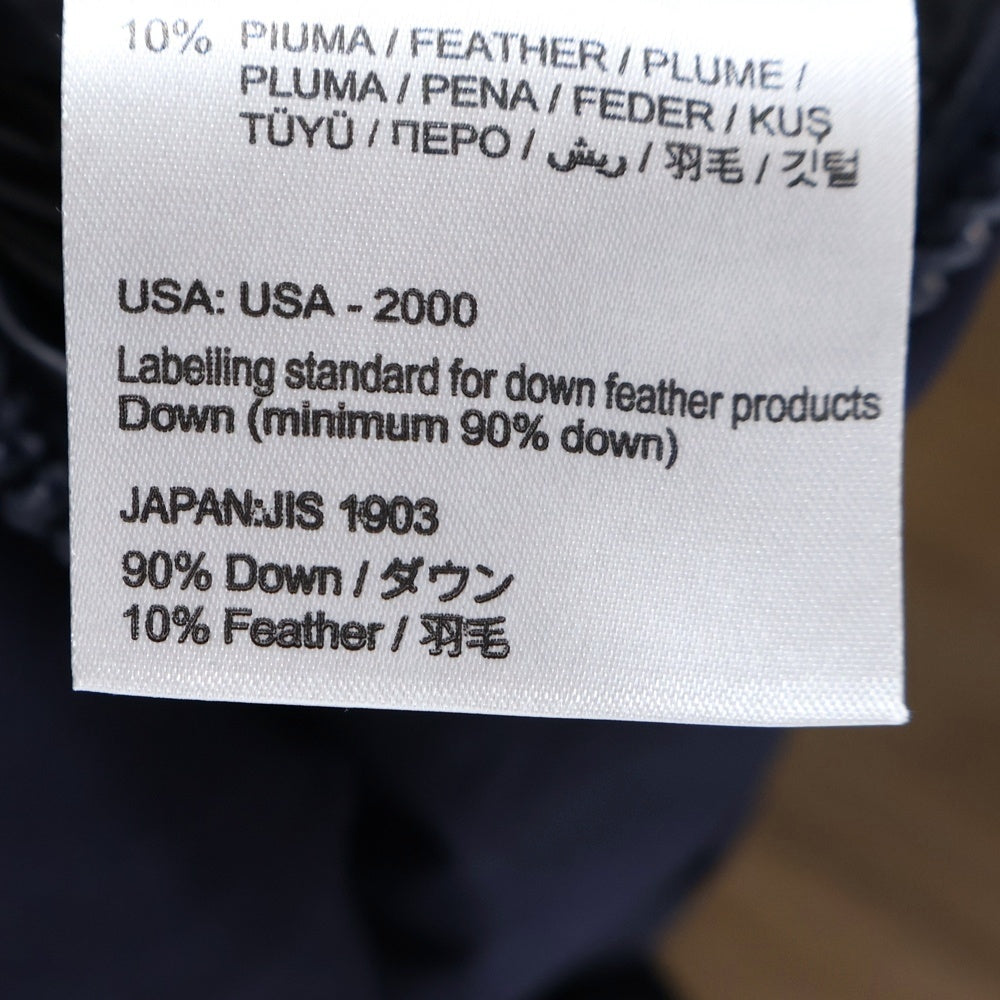 10% PIUMA / FEATHER / PLUME /
PLUMA / PENA / FEDER / KUŞ
TÜYÜ / ПЕРО / ريش / 羽毛 / 깃털
USA: USA - 2000
Labelling standard for down feather products
Down (minimum 90% down)
JAPAN:JIS 1903
90% Down / ダウン
10% Feather / 羽毛